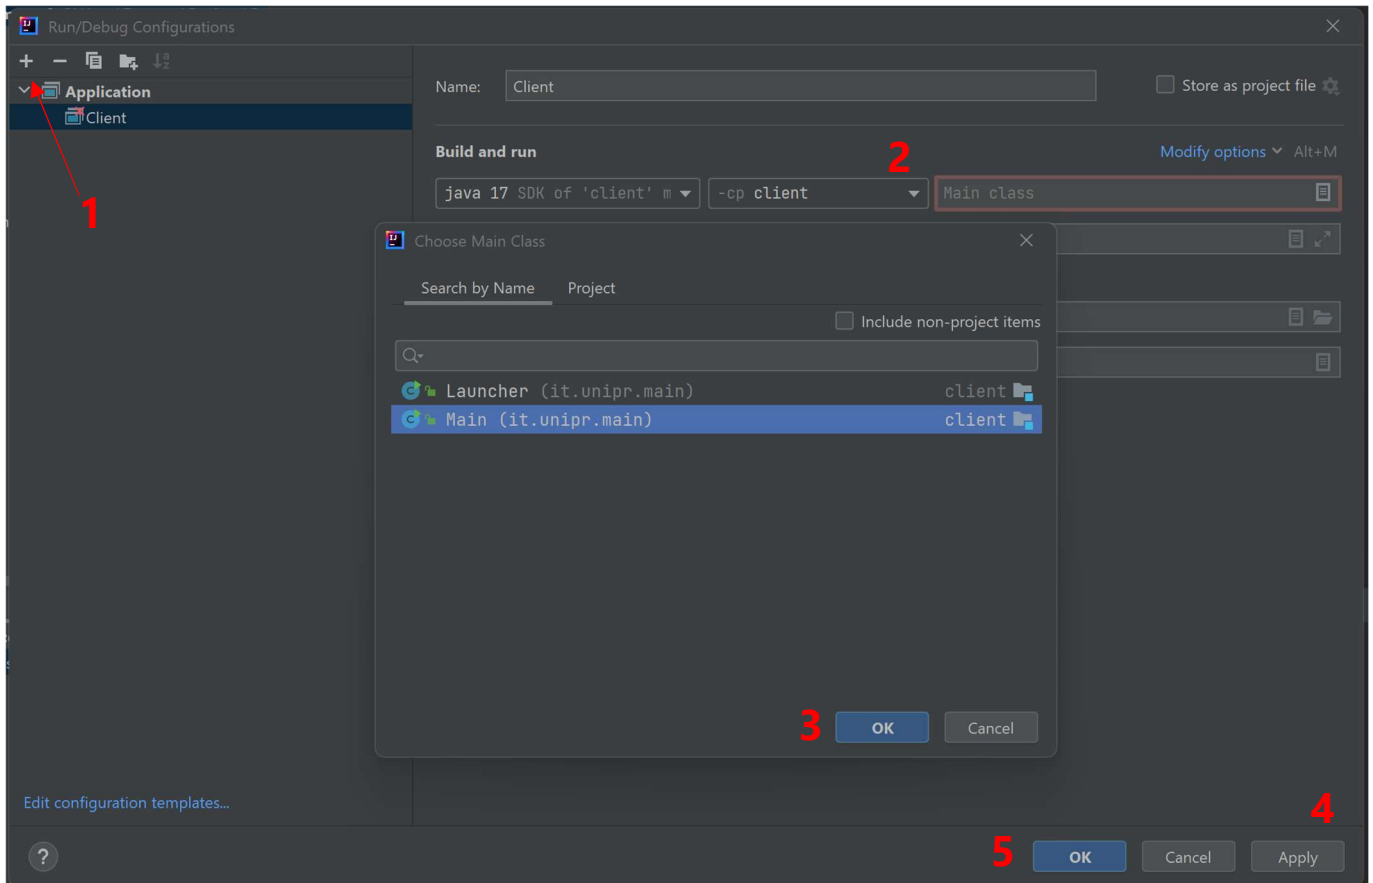 Run/Debug Configurations
Application
Client
1
Name: Client Store as project file
Build and run 2 Modify options Alt+M
java 17 SDK of 'client' m -cp client Main class
Choose Main Class
Search by Name Project
Include non-project items
Launcher (it.unipr.main) client
Main (it.unipr.main) client
3 OK Cancel
Edit configuration templates...
4
? 5 OK Cancel Apply